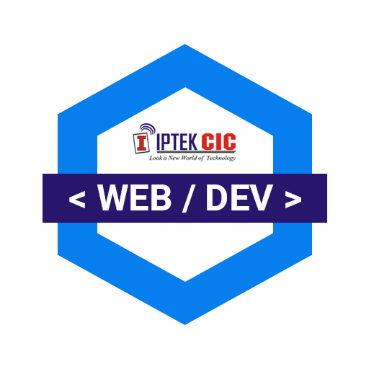 IPTEK CIC
Look a New World of Technology
< WEB / DEV >